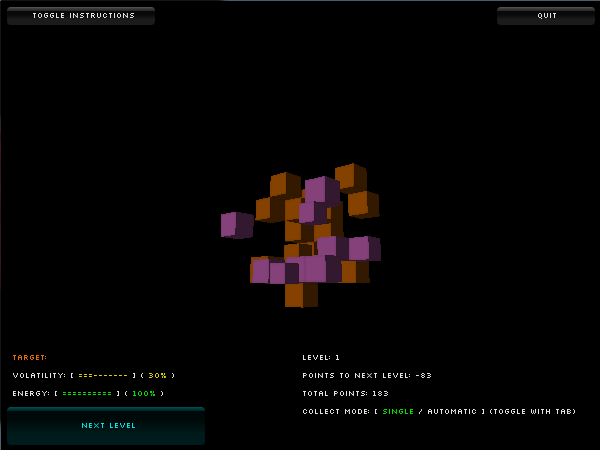 TOGGLE INSTRUCTIONS
QUIT
TARGET:
VOLATILITY: [ ===------- ] ( 30% )
ENERGY: [ ========== ] ( 100% )
NEXT LEVEL
LEVEL: 1
POINTS TO NEXT LEVEL: -83
TOTAL POINTS: 183
COLLECT MODE: [ SINGLE / AUTOMATIC ] (TOGGLE WITH TAB)